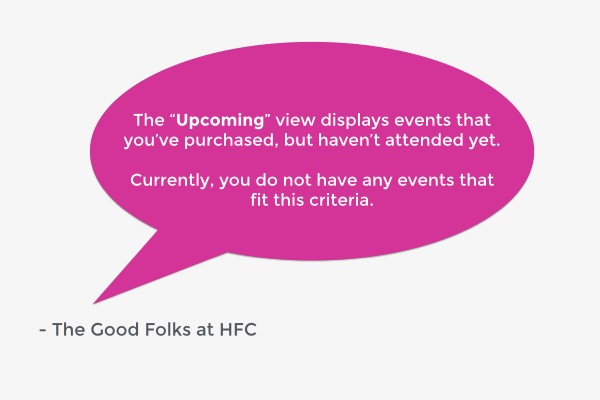 The “Upcoming” view displays events that
you’ve purchased, but haven’t attended yet.
Currently, you do not have any events that
fit this criteria.
- The Good Folks at HFC